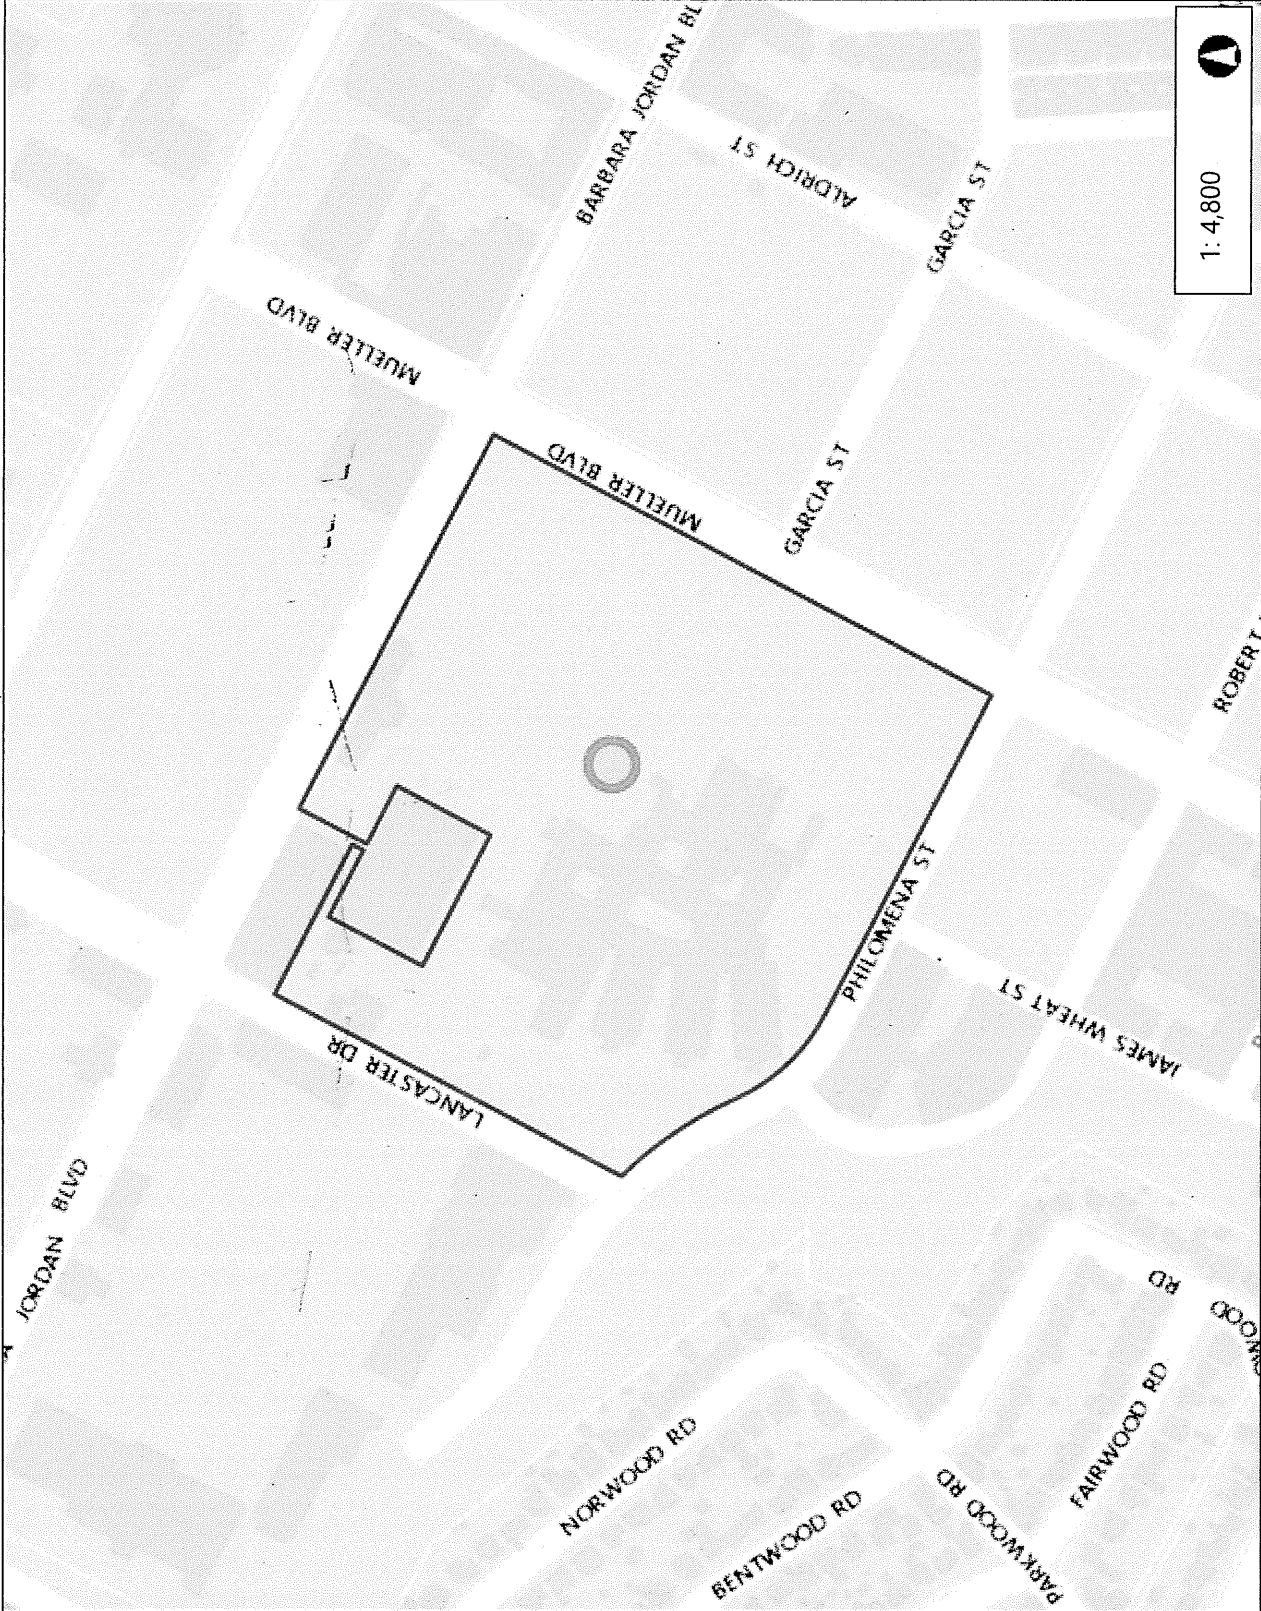 BARBARA JORDAN
ALDRICH ST
GARCIA ST
1: 4,800
MUELLER BLVD
MUELLER BLVD
GARCIA ST
ROBERT
PHILOMENA ST
JAMES WHEAT ST
LANCASTER DR
JORDAN BLVD
RD
NORWOOD RD
BENTWOOD RD
PARKWOOD RD
FAIRWOOD RD